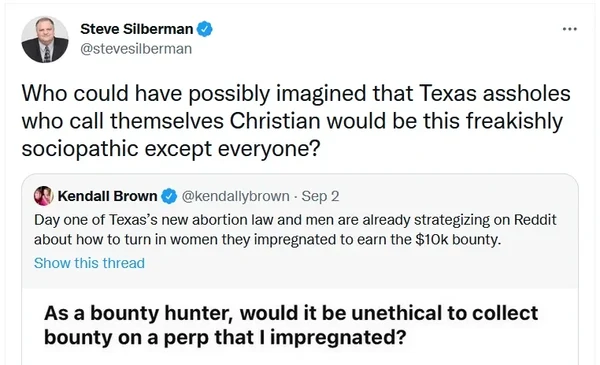 Steve Silberman
@stevesilberman
Who could have possibly imagined that Texas assholes
who call themselves Christian would be this freakishly
sociopathic except everyone?
Kendall Brown @kendallybrown · Sep 2
Day one of Texas's new abortion law and men are already strategizing on Reddit
about how to turn in women they impregnated to earn the $10k bounty.
Show this thread
As a bounty hunter, would it be unethical to collect
bounty on a perp that I impregnated?